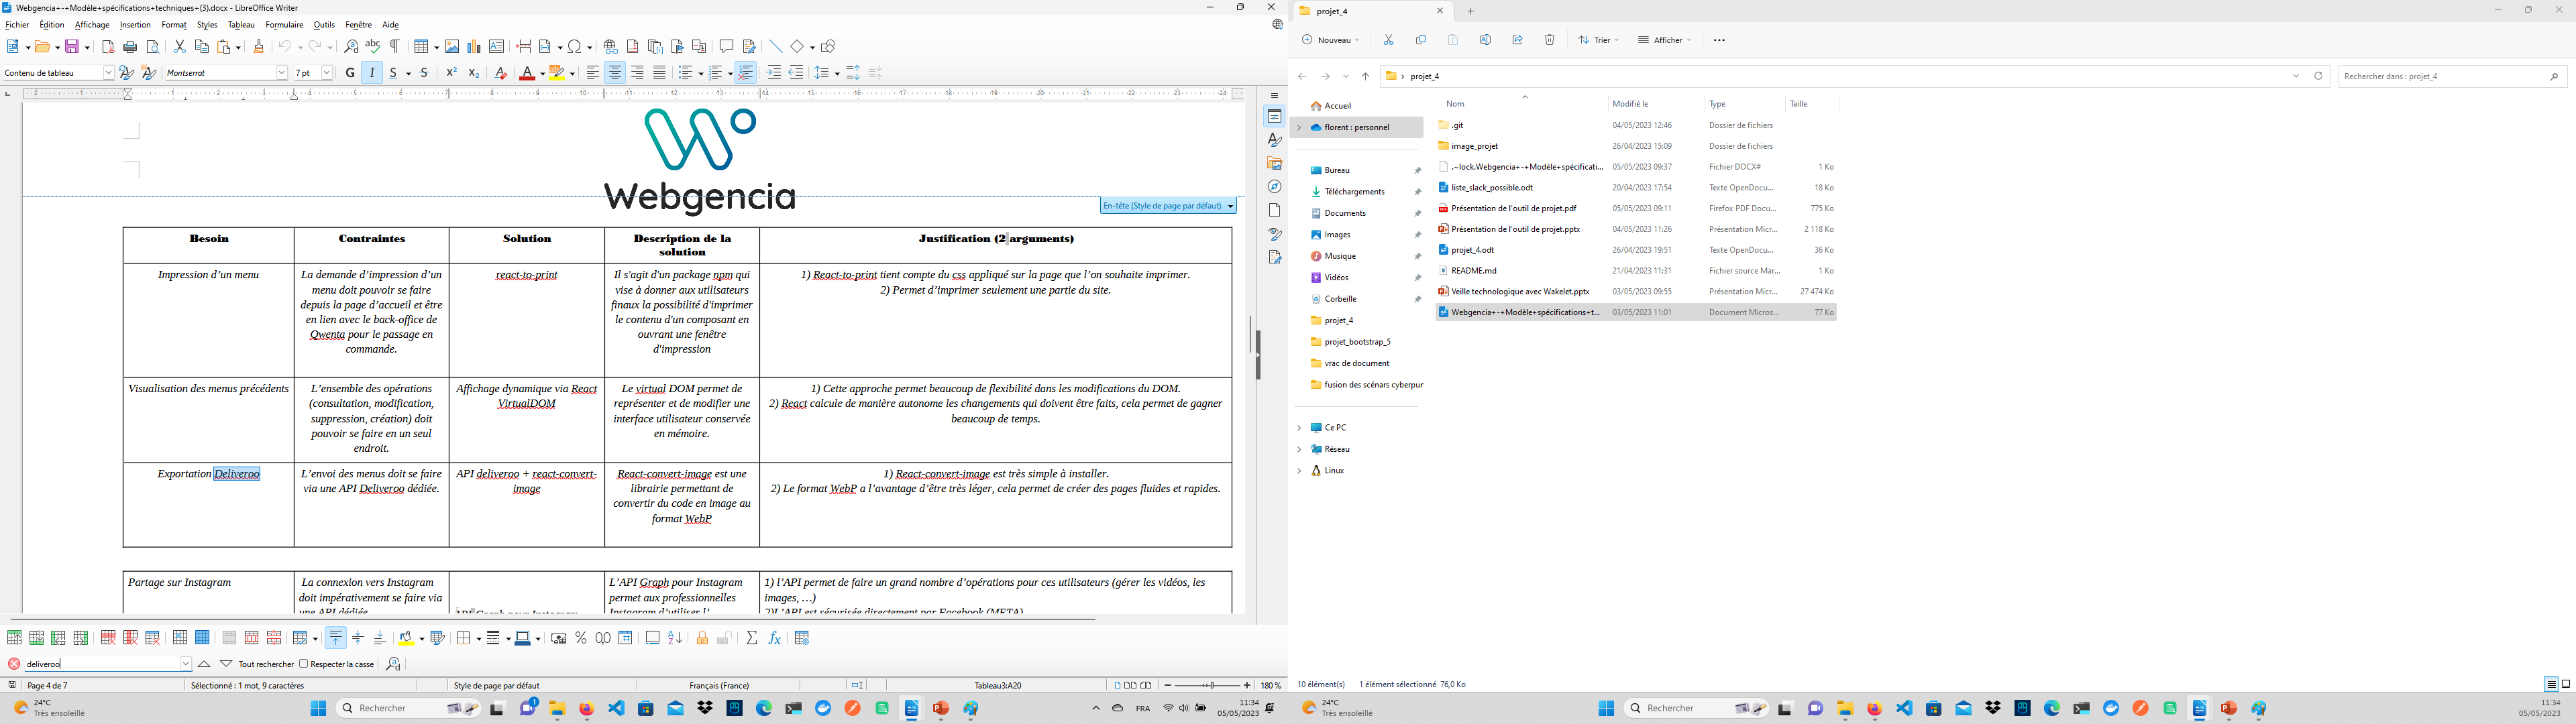 Webgencia+-+Modèle+spécifications+techniques+(3).docx - LibreOffice Writer
Fichier Édition Affichage Insertion Format Styles Tableau Formulaire Outils Fenêtre Aide
Contenu de tableau Montserrat 7 pt
Webgencia
En-tête (Style de page par défaut)
Besoin Contraintes Solution Description de la solution Justification (2 arguments)
Impression d'un menu
La demande d'impression d'un
menu doit pouvoir se faire
depuis la page d'accueil et être
en lien avec le back-office de
Qwenta pour le passage en
commande.
react-to-print
Il s'agit d'un package npm qui
vise à donner aux utilisateurs
finaux la possibilité d'imprimer
le contenu d'un composant en
ouvrant une fenêtre
d'impression
1) React-to-print tient compte du css appliqué sur la page que l'on souhaite imprimer.
2) Permet d'imprimer seulement une partie du site.
Visualisation des menus précédents
L'ensemble des opérations
(consultation, modification,
suppression, création) doit
pouvoir se faire en un seul
endroit.
Affichage dynamique via React
VirtualDOM
Le virtual DOM permet de
représenter et de modifier une
interface utilisateur conservée
en mémoire.
1) Cette approche permet beaucoup de flexibilité dans les modifications du DOM.
2) React calcule de manière autonome les changements qui doivent être faits, cela permet de gagner
beaucoup de temps.
Exportation Deliveroo
L'envoi des menus doit se faire
via une API Deliveroo dédiée.
API deliveroo + react-convert-
image
React-convert-image est une
librairie permettant de
convertir du code en image au
format WebP
1) React-convert-image est très simple à installer.
2) Le format WebP a l'avantage d'être très léger, cela permet de créer des pages fluides et rapides.
Partage sur Instagram
La connexion vers Instagram
doit impérativement se faire via
une API dédiée
API Graph pour Instagram
L'API Graph pour Instagram
permet aux professionnelles
Instagram d'utiliser l'
1) l'API permet de faire un grand nombre d'opérations pour ces utilisateurs (gérer les vidéos, les
images, …)
2)L'API est sécurisée directement par Facebook (META)
deliveroo Tout rechercher Respecter la casse
Page 4 de 7 Sélectionné : 1 mot, 9 caractères Style de page par défaut Français (France) Tableau3:A20 180 %
24°C
Très ensoleillé
Rechercher
FRA
11:34
05/05/2023
projet_4
Nouveau Trier Afficher
projet_4
Rechercher dans : projet_4
Accueil
florent : personnel
Bureau
Téléchargements
Documents
Images
Musique
Vidéos
Corbeille
projet_4
projet_bootstrap_5
vrac de document
fusion des scénars cyberpur
Ce PC
Réseau
Linux
Nom Modifié le Type Taille
.git 04/05/2023 12:46 Dossier de fichiers
image_projet 26/04/2023 15:09 Dossier de fichiers
.~lock.Webgencia+-+Modèle+spécificati... 05/05/2023 09:37 Fichier DOCX# 1 Ko
liste_slack_possible.odt 20/04/2023 17:54 Texte OpenDocu... 18 Ko
Présentation de l'outil de projet.pdf 05/05/2023 09:11 Firefox PDF Docu... 775 Ko
Présentation de l'outil de projet.pptx 04/05/2023 11:26 Présentation Micr... 2 118 Ko
projet_4.odt 26/04/2023 19:51 Texte OpenDocu... 36 Ko
README.md 21/04/2023 11:31 Fichier source Mar... 1 Ko
Veille technologique avec Wakelet.pptx 03/05/2023 09:55 Présentation Micr... 27 474 Ko
Webgencia+-+Modèle+spécifications+t... 03/05/2023 11:01 Document Micros... 77 Ko
10 élément(s) 1 élément sélectionné 76,0 Ko
24°C
Très ensoleillé
Rechercher
11:34
05/05/2023